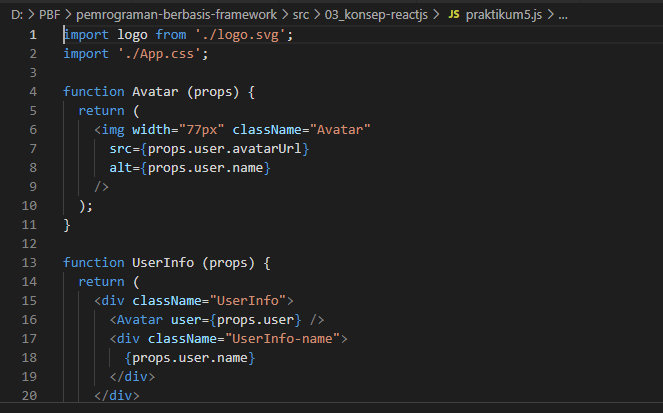 D: > PBF > pemrograman-berbasis-framework > src > 03_konsep-reactjs > JS praktikum5.js > ...
1 import logo from './logo.svg';
2 import './App.css';
3
4 function Avatar (props) {
5   return (
6     <img width="77px" className="Avatar"
7       src={props.user.avatarUrl}
8       alt={props.user.name}
9     />
10   );
11 }
12
13 function UserInfo (props) {
14   return (
15     <div className="UserInfo">
16       <Avatar user={props.user} />
17       <div className="UserInfo-name">
18         {props.user.name}
19       </div>
20     </div>